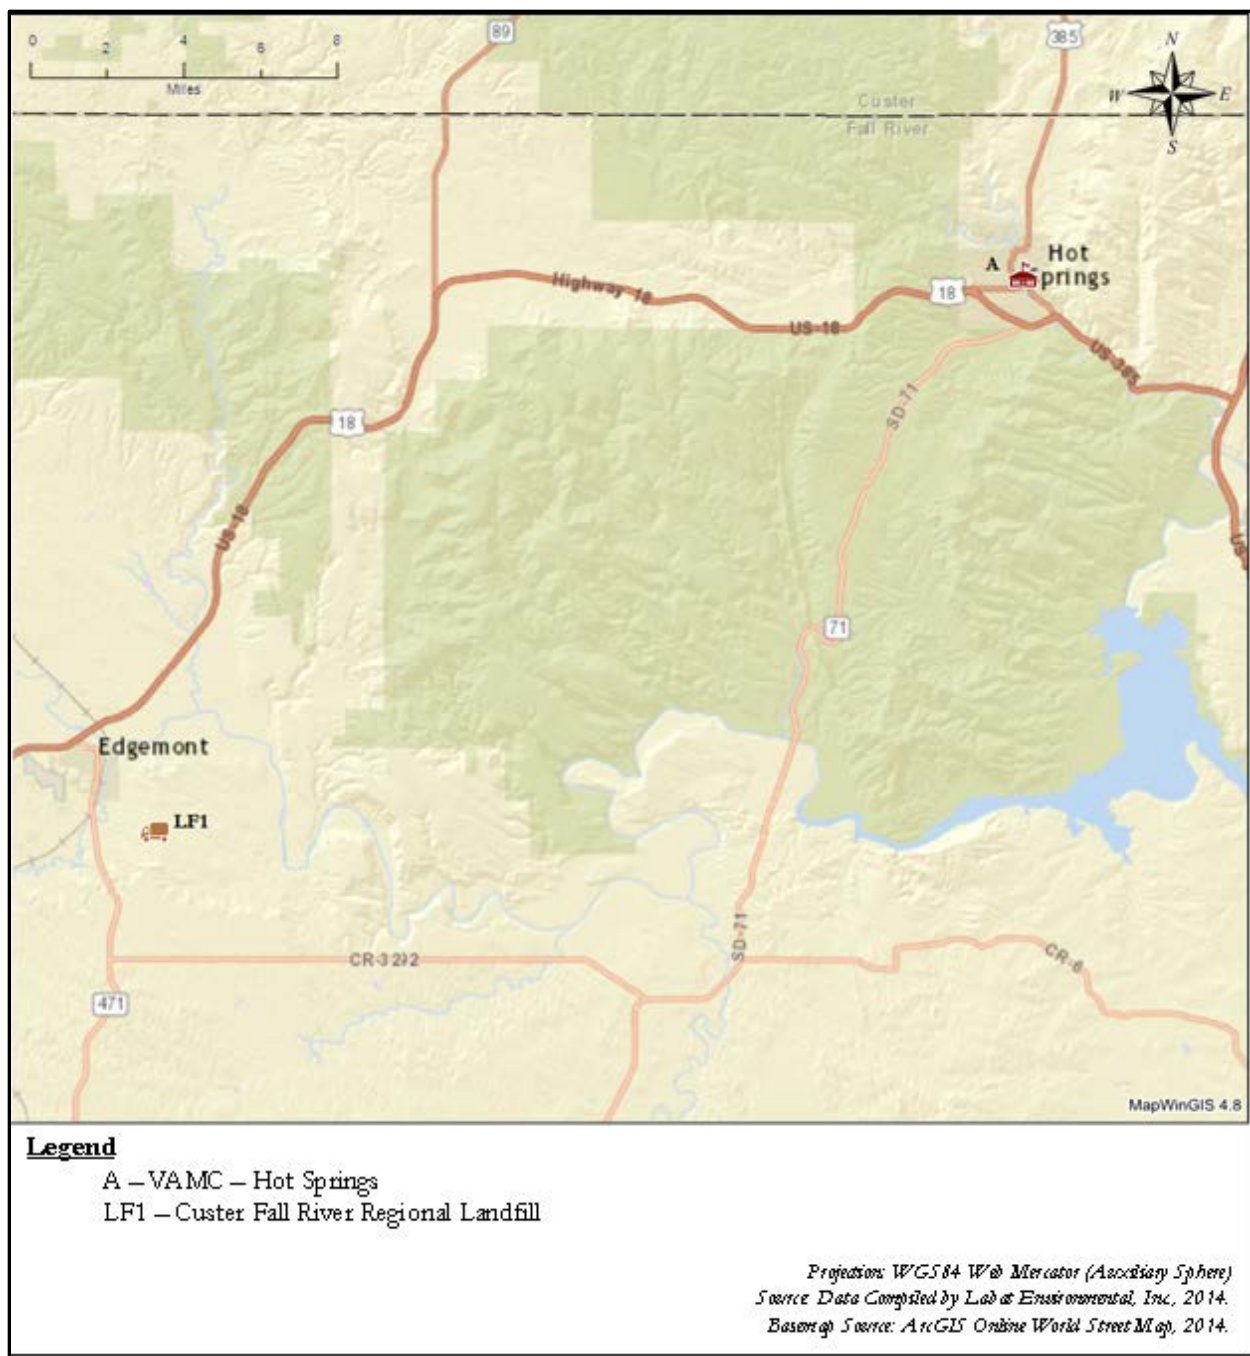 0 2 4 6 8
Miles
89
385
N
W E
S
Custer
Fall River
A
Hot
prings
Highway 18
18
US-18
US-385
SD-71
18
US-18
71
US-
Edgemont
LF1
SD-71
CR-3292
CR-6
471
MapWinGIS 4.8
Legend
A – VAMC – Hot Springs
LF1 – Custer Fall River Regional Landfill
Projection: WGS84 Web Mercator (Auxiliary Sphere)
Source: Data Compiled by Labat Environmental, Inc., 2014.
Basemap Source: ArcGIS Online World Street Map, 2014.